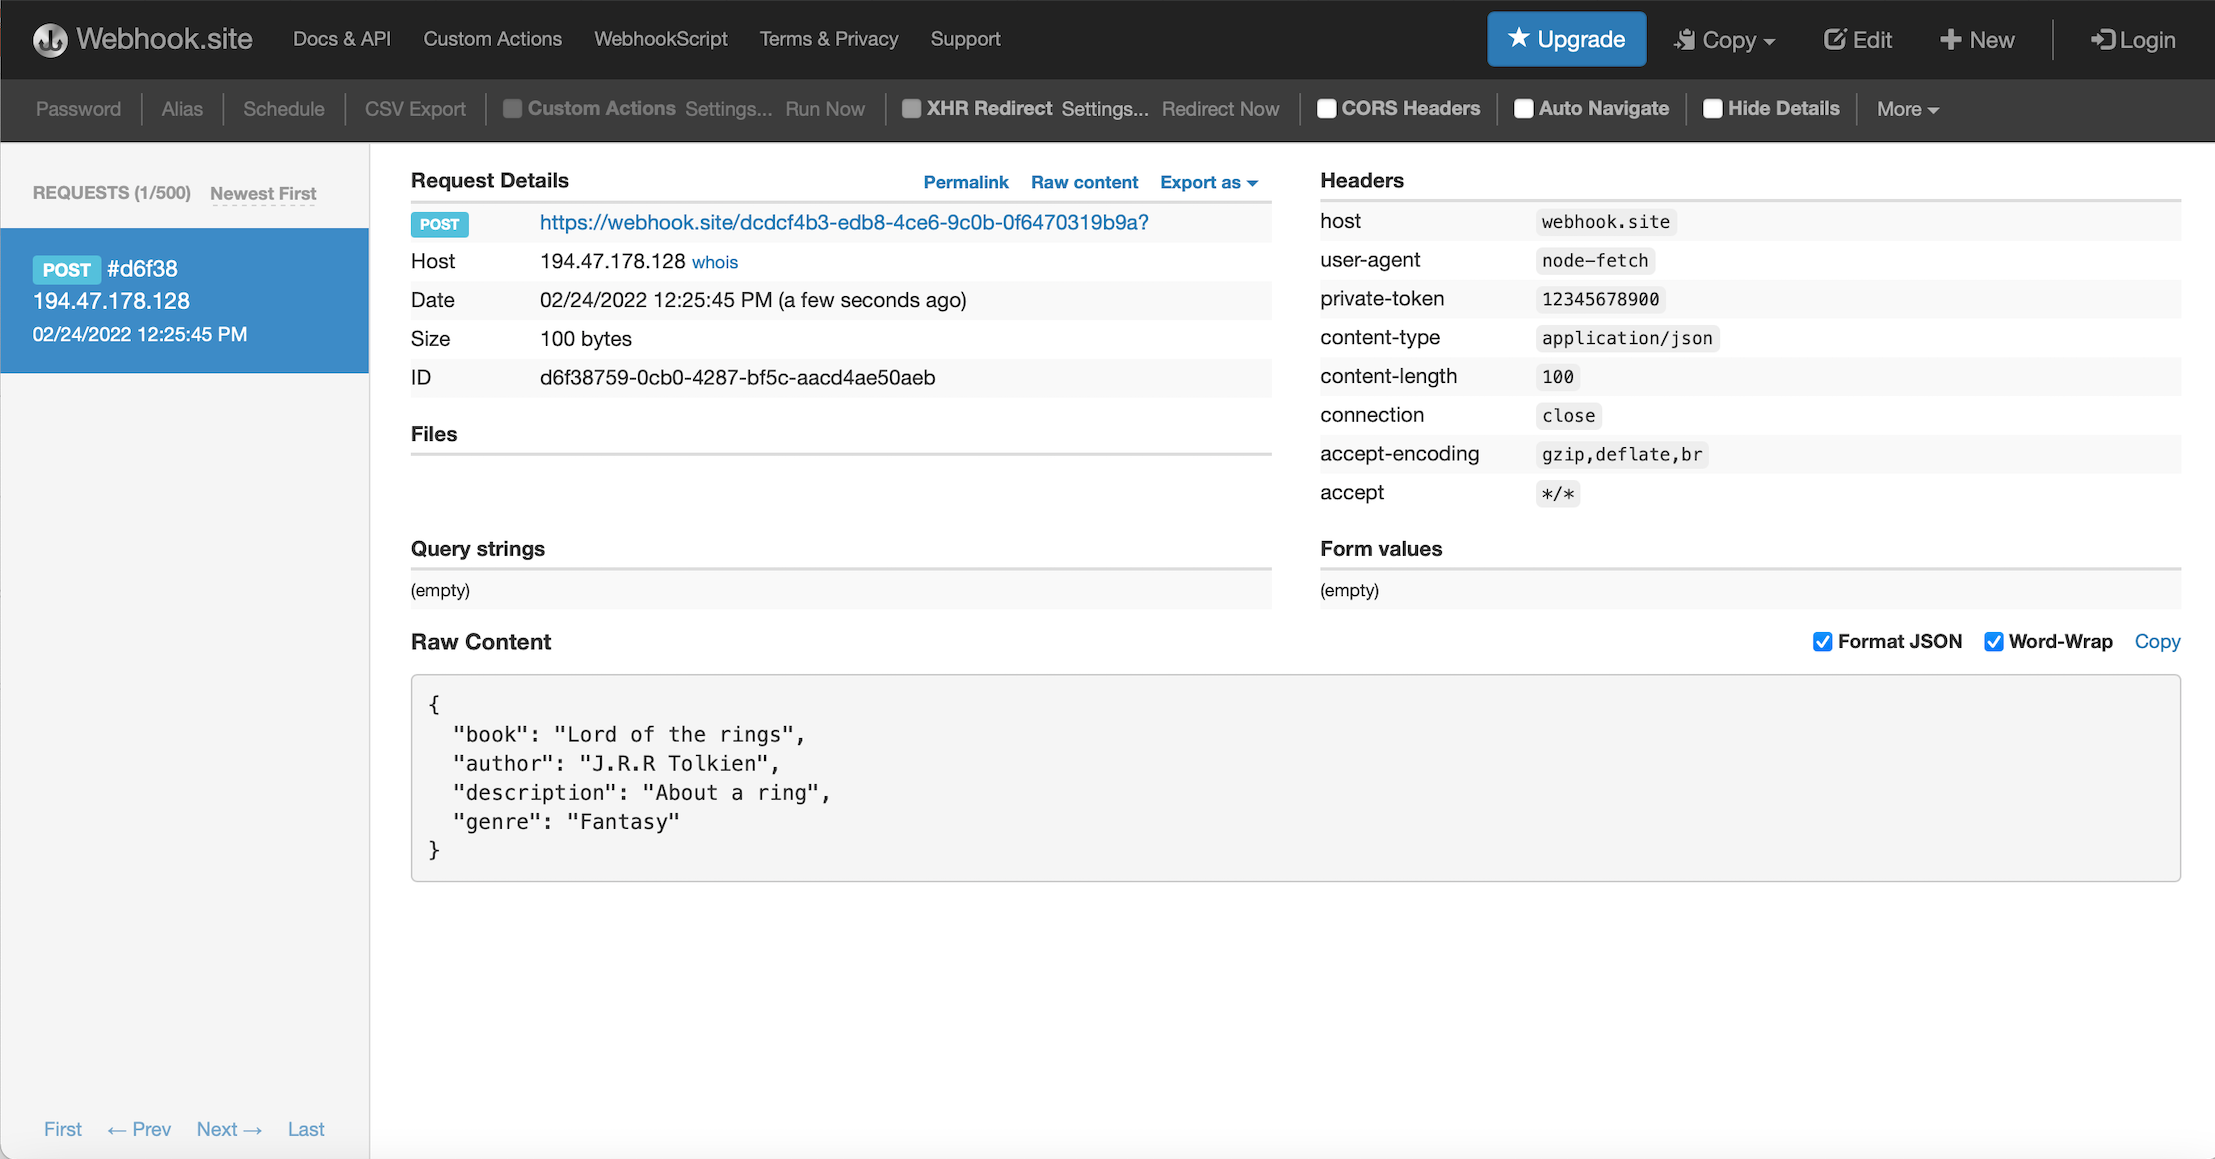 Webhook.site Docs & API Custom Actions WebhookScript Terms & Privacy Support Upgrade Copy Edit New Login
Password Alias Schedule CSV Export Custom Actions Settings... Run Now XHR Redirect Settings... Redirect Now CORS Headers Auto Navigate Hide Details More
REQUESTS (1/500) Newest First
POST #d6f38
194.47.178.128
02/24/2022 12:25:45 PM
First ← Prev Next → Last
Request Details Permalink Raw content Export as
POST https://webhook.site/dcdcf4b3-edb8-4ce6-9c0b-0f6470319b9a?
Host 194.47.178.128 whois
Date 02/24/2022 12:25:45 PM (a few seconds ago)
Size 100 bytes
ID d6f38759-0cb0-4287-bf5c-aacd4ae50aeb
Files
Headers
host webhook.site
user-agent node-fetch
private-token 12345678900
content-type application/json
content-length 100
connection close
accept-encoding gzip,deflate,br
accept */*
Query strings
(empty)
Form values
(empty)
Raw Content Format JSON Word-Wrap Copy
{
"book": "Lord of the rings",
"author": "J.R.R Tolkien",
"description": "About a ring",
"genre": "Fantasy"
}